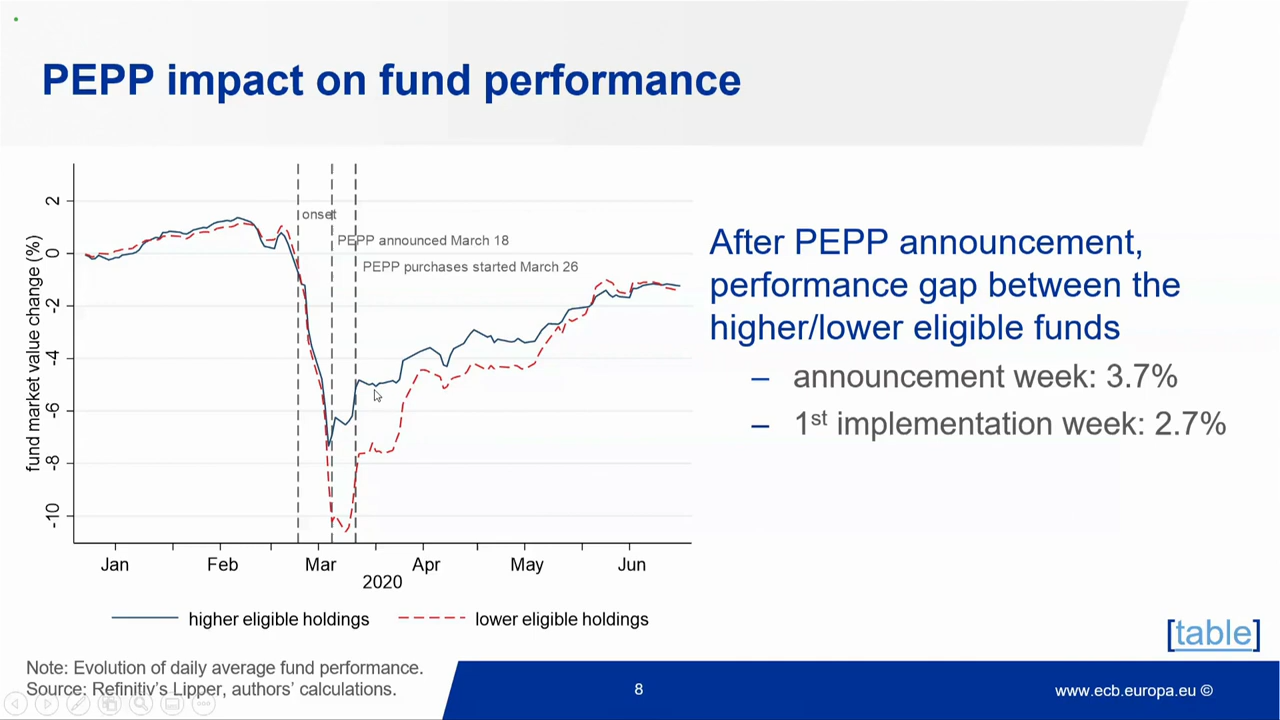 PEPP impact on fund performance
fund market value change (%)
2
0
-2
-4
-6
-8
-10
onset
PEPP announced March 18
PEPP purchases started March 26
Jan
Feb
Mar
Apr
May
Jun
2020
higher eligible holdings
lower eligible holdings
After PEPP announcement,
performance gap between the
higher/lower eligible funds
– announcement week: 3.7%
– 1st implementation week: 2.7%
[table]
Note: Evolution of daily average fund performance.
Source: Refinitiv's Lipper, authors' calculations.
8
www.ecb.europa.eu ©